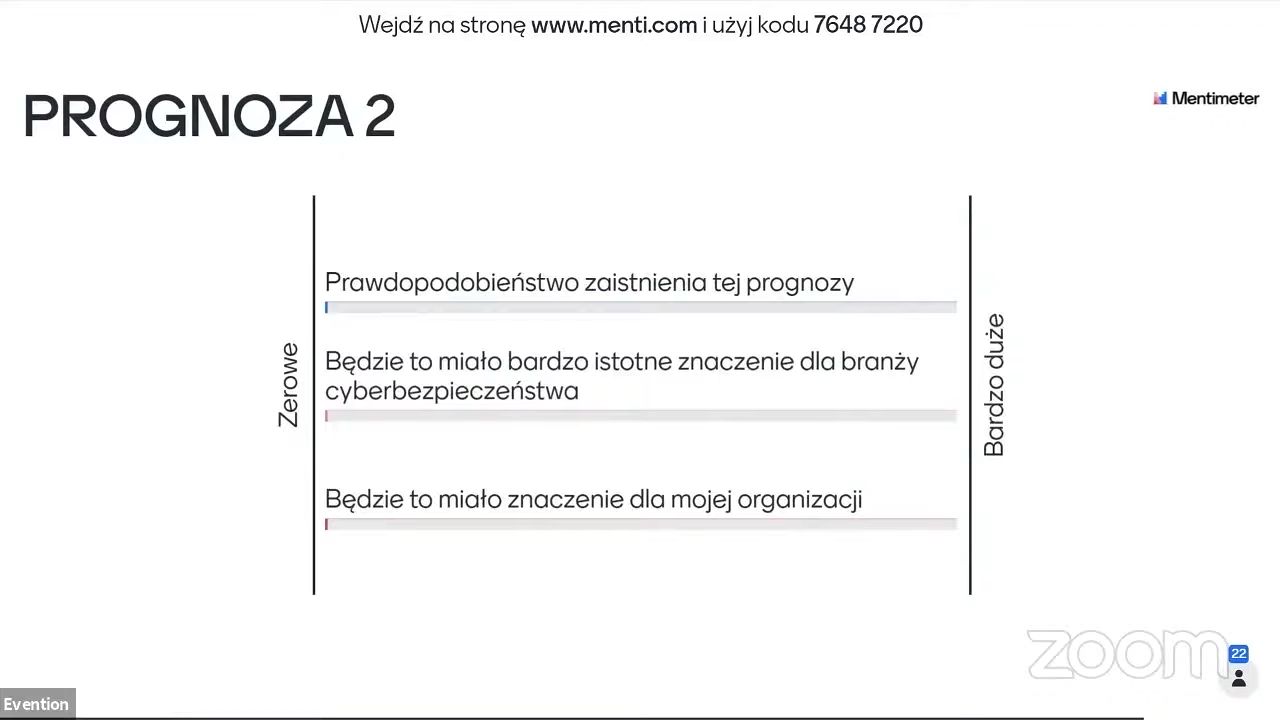 Wejdź na stronę www.menti.com i użyj kodu 7648 7220
PROGNOZA 2
Mentimeter
Prawdopodobieństwo zaistnienia tej prognozy
Będzie to miało bardzo istotne znaczenie dla branży
cyberbezpieczeństwa
Będzie to miało znaczenie dla mojej organizacji
Zerowe
Bardzo duże
zoom
22
Evention